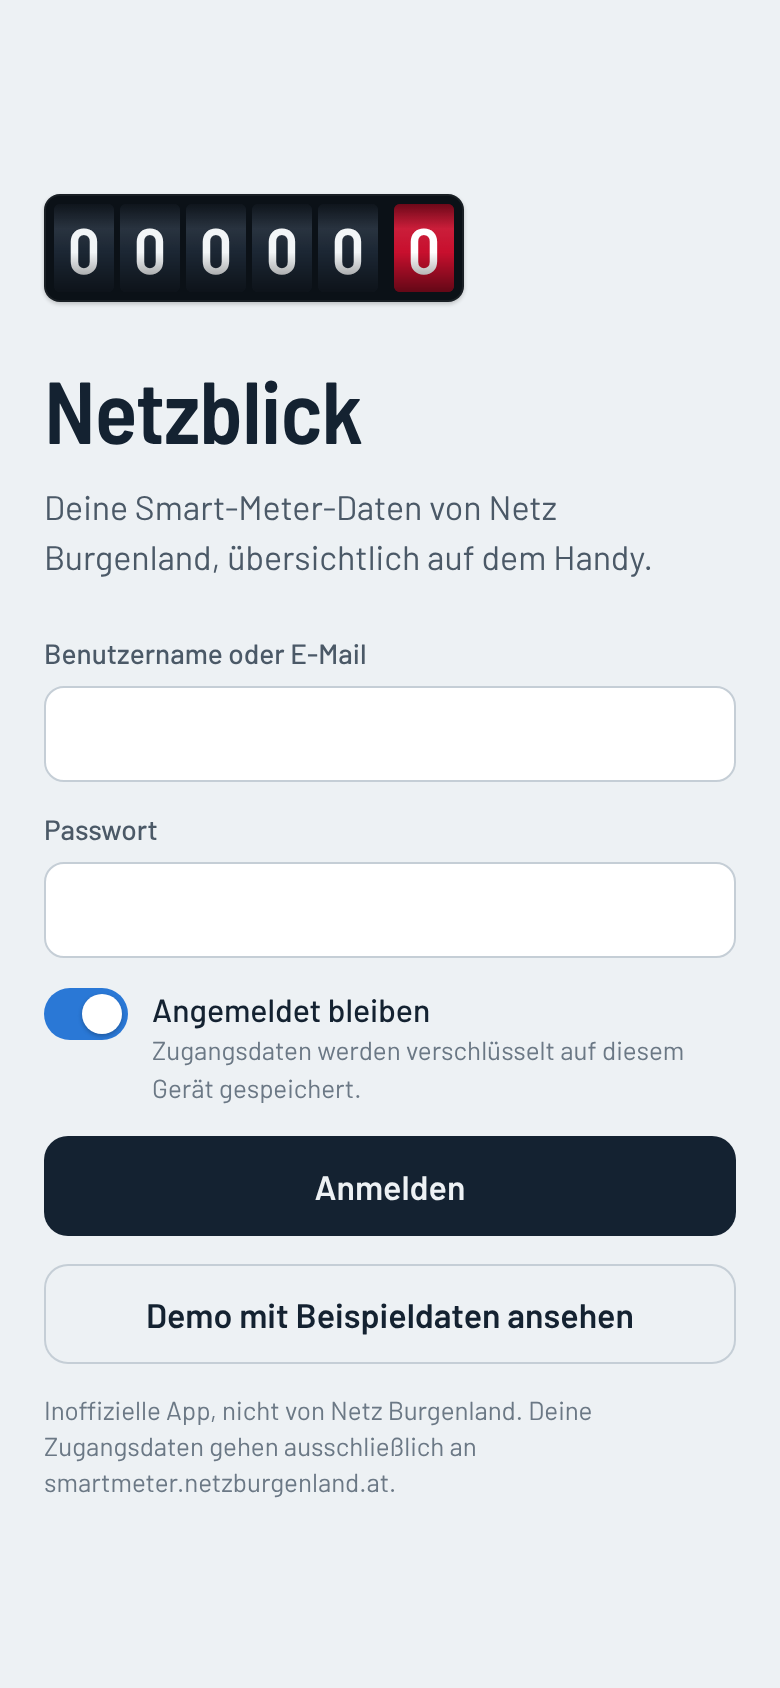 000000
Netzblick
Deine Smart-Meter-Daten von Netz
Burgenland, übersichtlich auf dem Handy.
Benutzername oder E-Mail
Passwort
Angemeldet bleiben
Zugangsdaten werden verschlüsselt auf diesem
Gerät gespeichert.
Anmelden
Demo mit Beispieldaten ansehen
Inoffizielle App, nicht von Netz Burgenland. Deine
Zugangsdaten gehen ausschließlich an
smartmeter.netzburgenland.at.